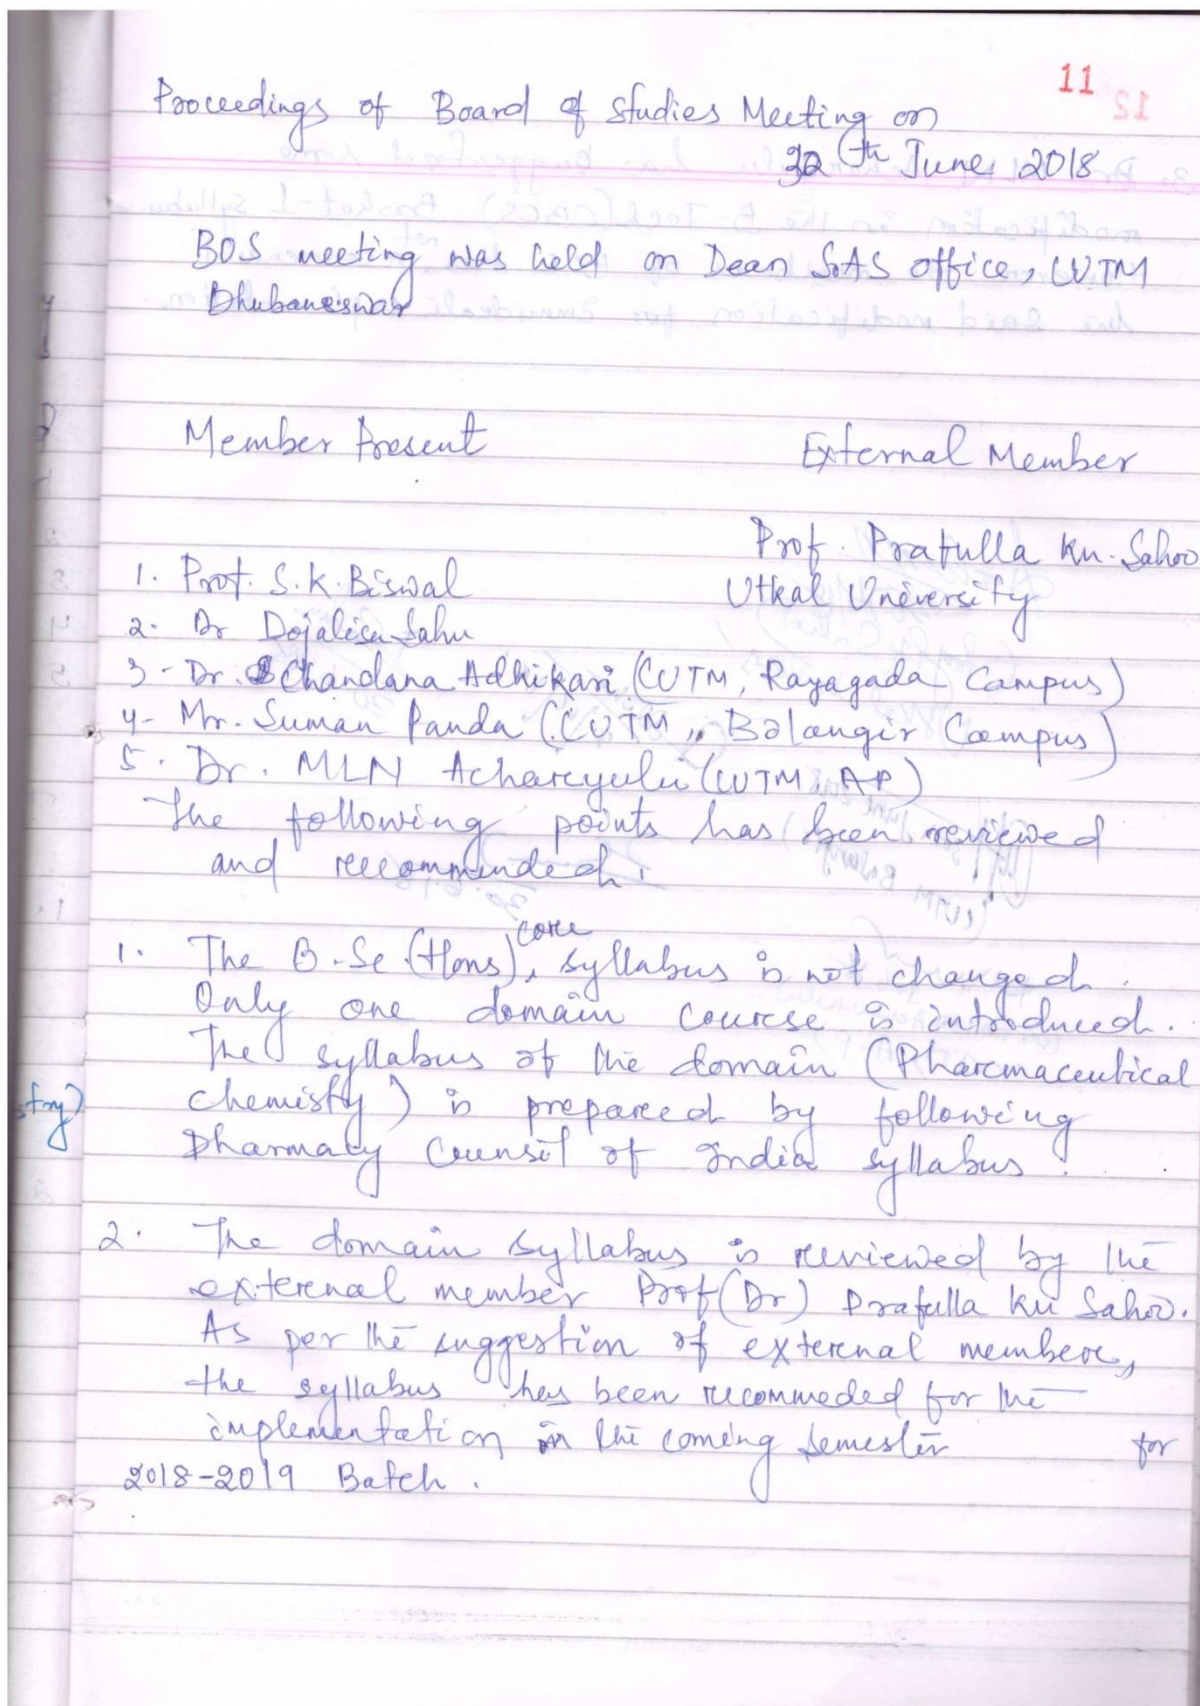 11
Proceedings of Board of Studies Meeting on
30th June 2018
BOS meeting was held on Dean SoAS office, CUTM
Bhubaneswar
Member Present
External Member
Prof. Prafulla Ku. Sahoo
Utkal University
1. Prof. S. K. Biswal
2. Dr Dojalisa Sahu
3. Dr. Chandana Adhikari (CUTM, Rayagada Campus)
4. Mr. Suman Panda (CUTM, Balangir Campus)
5. Dr. MLN Acharyulu (CUTM, AP)
The following points has been reviewed
and recommended.
1. The B.Sc. (Hons) core syllabus is not changed.
Only one domain course is introduced.
The syllabus of the domain (Pharmaceutical
chemisty) is prepared by following
Pharmacy Counsil of India syllabus.
2. The domain syllabus is reviewed by the
external member Prof (Dr) Prafulla Ku Sahoo.
As per the suggestion of external member,
the syllabus has been recommeded for the
implementation in the coming semester for
2018-2019 Batch.